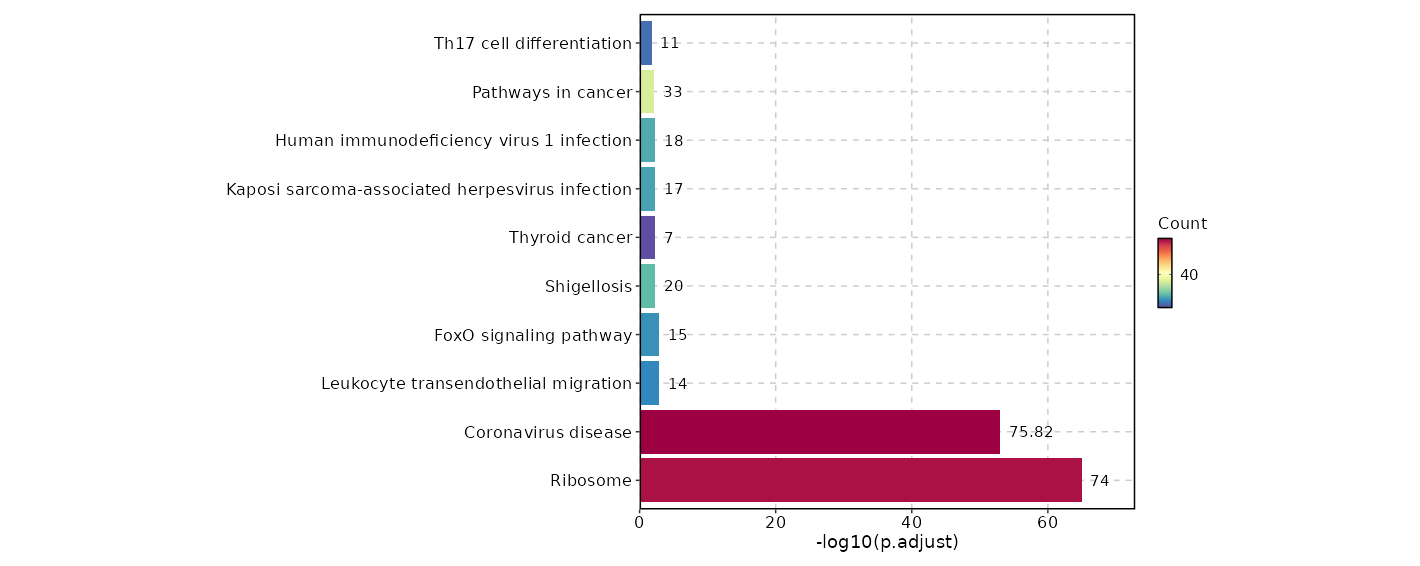 Th17 cell differentiation 11
Pathways in cancer 33
Human immunodeficiency virus 1 infection 18
Kaposi sarcoma-associated herpesvirus infection 17
Thyroid cancer 7
Shigellosis 20
FoxO signaling pathway 15
Leukocyte transendothelial migration 14
Coronavirus disease 75.82
Ribosome 74
0 20 40 60
-log10(p.adjust)
Count
40